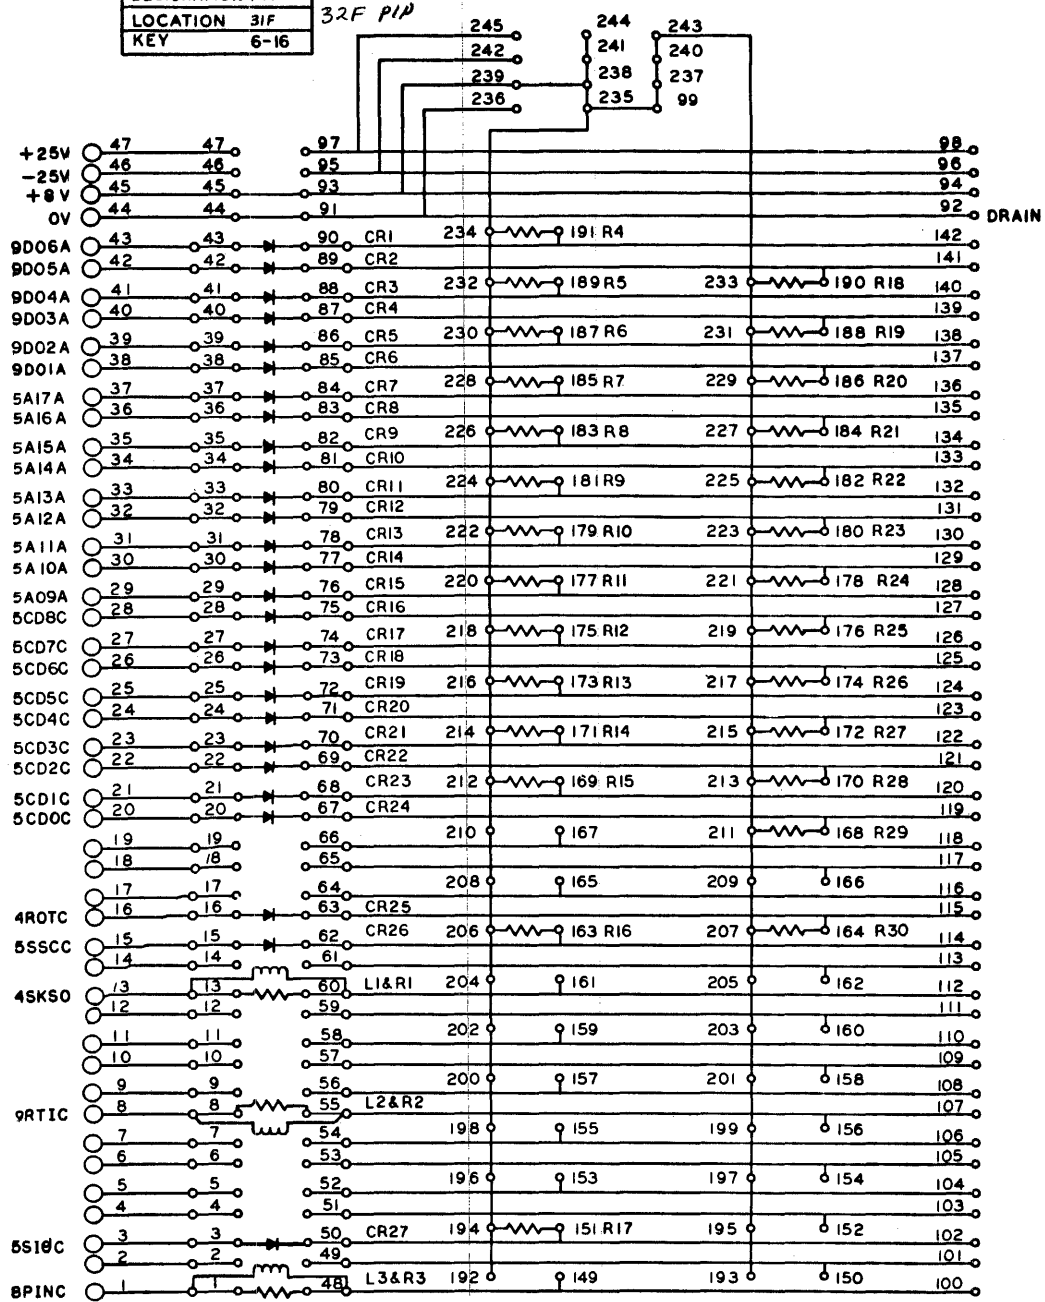 LOCATION 31F
KEY 6-16
32F PIP
245 244 243
242 241 240
239 238 237
236 235 99
+25V 47 47 97 98
-25V 46 46 95 96
+8V 45 45 93 94
0V 44 44 91 92 DRAIN
9D06A 43 43 90 CR1 234 191 R4 142
9D05A 42 42 89 CR2 141
9D04A 41 41 88 CR3 232 189 R5 233 190 R18 140
9D03A 40 40 87 CR4 139
9D02A 39 39 86 CR5 230 187 R6 231 188 R19 138
9D01A 38 38 85 CR6 137
5A17A 37 37 84 CR7 228 185 R7 229 186 R20 136
5A16A 36 36 83 CR8 135
5A15A 35 35 82 CR9 226 183 R8 227 184 R21 134
5A14A 34 34 81 CR10 133
5A13A 33 33 80 CR11 224 181 R9 225 182 R22 132
5A12A 32 32 79 CR12 131
5A11A 31 31 78 CR13 222 179 R10 223 180 R23 130
5A10A 30 30 77 CR14 129
5A09A 29 29 76 CR15 220 177 R11 221 178 R24 128
5CD8C 28 28 75 CR16 127
5CD7C 27 27 74 CR17 218 175 R12 219 176 R25 126
5CD6C 26 26 73 CR18 125
5CD5C 25 25 72 CR19 216 173 R13 217 174 R26 124
5CD4C 24 24 71 CR20 123
5CD3C 23 23 70 CR21 214 171 R14 215 172 R27 122
5CD2C 22 22 69 CR22 121
5CD1C 21 21 68 CR23 212 169 R15 213 170 R28 120
5CD0C 20 20 67 CR24 119
19 19 66 210 167 211 168 R29 118
18 18 65 117
17 17 64 208 165 209 166 116
4ROTC 16 16 63 CR25 115
5SSCC 15 15 62 CR26 206 163 R16 207 164 R30 114
14 14 61 113
4SKSO 13 13 60 L1&R1 204 161 205 162 112
12 12 59 111
11 11 58 202 159 203 160 110
10 10 57 109
9 9 56 200 157 201 158 108
9RTIC 8 8 55 L2&R2 107
7 7 54 198 155 199 156 106
6 6 53 105
5 5 52 196 153 197 154 104
4 4 51 103
3 3 50 CR27 194 151 R17 195 152 102
2 2 49 101
8PINC 1 1 48 L3&R3 192 149 193 150 100